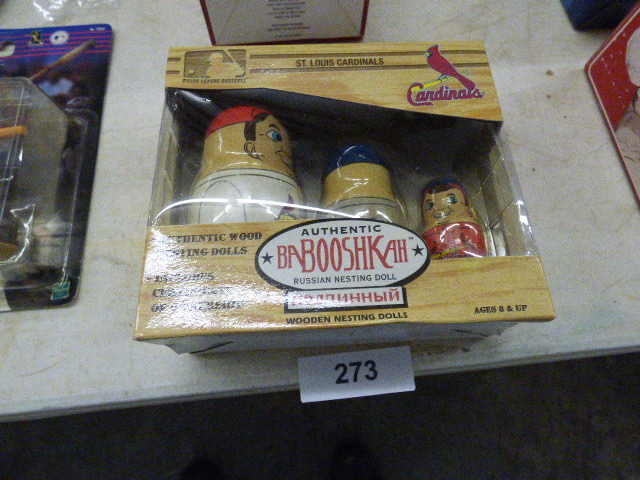 MAJOR LEAGUE BASEBALL
ST. LOUIS CARDINALS
Cardinals
AUTHENTIC WOOD
NESTING DOLLS
AUTHENTIC
BABOOSHKAH
RUSSIAN NESTING DOLL
ПОДЛИННЫЙ
WOODEN NESTING DOLLS
AGES 6 & UP
273